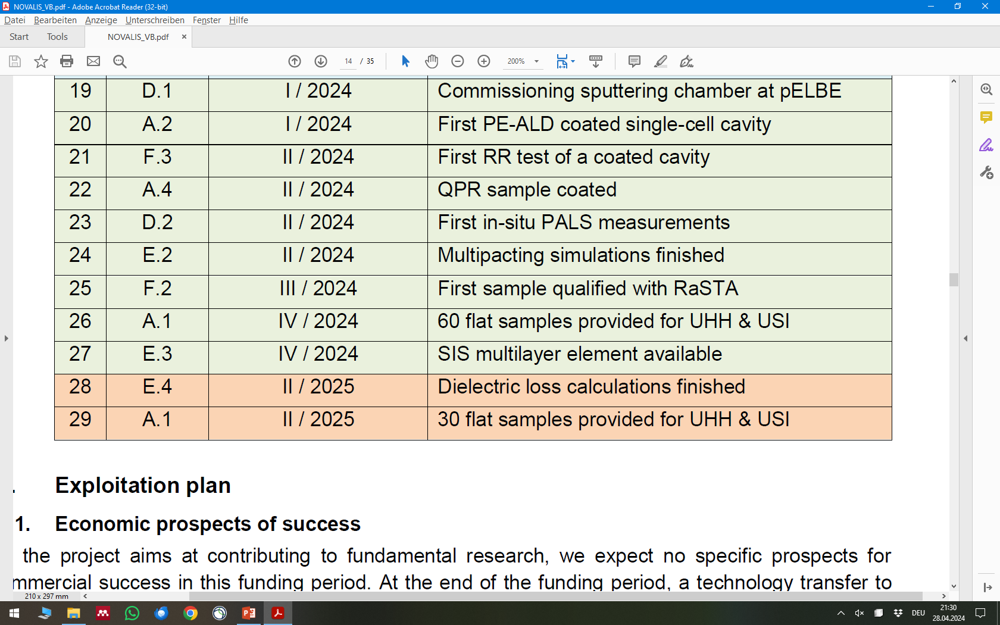 NOVALIS_VB.pdf - Adobe Acrobat Reader (32-bit)
Datei Bearbeiten Anzeige Unterschreiben Fenster Hilfe
Start Tools NOVALIS_VB.pdf ×
14 / 35 200%
19 D.1 I / 2024 Commissioning sputtering chamber at pELBE
20 A.2 I / 2024 First PE-ALD coated single-cell cavity
21 F.3 II / 2024 First RR test of a coated cavity
22 A.4 II / 2024 QPR sample coated
23 D.2 II / 2024 First in-situ PALS measurements
24 E.2 II / 2024 Multipacting simulations finished
25 F.2 III / 2024 First sample qualified with RaSTA
26 A.1 IV / 2024 60 flat samples provided for UHH & USI
27 E.3 IV / 2024 SIS multilayer element available
28 E.4 II / 2025 Dielectric loss calculations finished
29 A.1 II / 2025 30 flat samples provided for UHH & USI
. Exploitation plan
1. Economic prospects of success
the project aims at contributing to fundamental research, we expect no specific prospects for
mmercial success in this funding period. At the end of the funding period, a technology transfer to
210 x 297 mm
DEU 21:30
28.04.2024